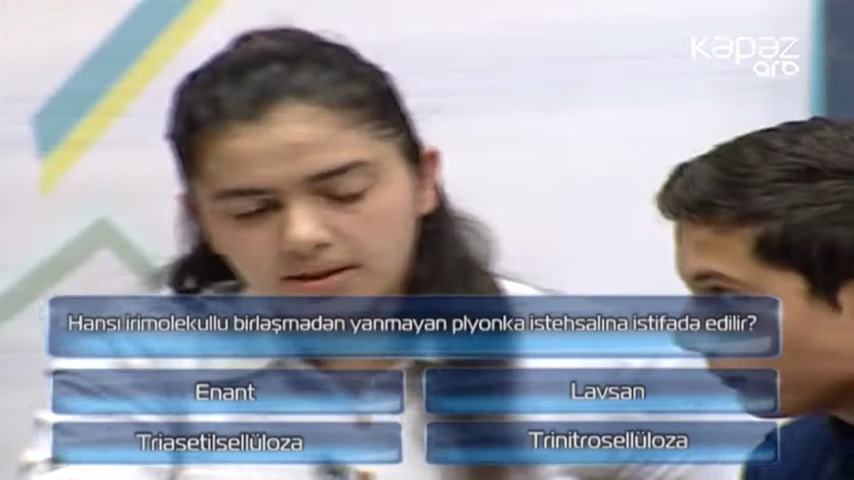 kəpəz
arb
Hansı irimolekullu birləşmədən yanmayan plyonka istehsalına istifadə edilir?
Enant
Lavsan
Triasetilsellüloza
Trinitrosellüloza